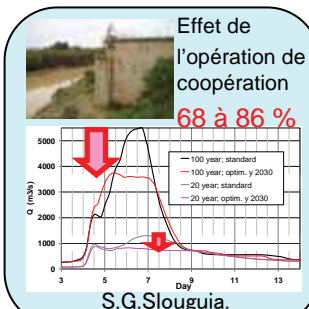 Effet de
l'opération de
coopération
68 à 86 %
Q (m3/s)
5000
4000
3000
2000
1000
0
100 year; standard
100 year; optim. y 2030
20 year; standard
20 year; optim. y 2030
3 5 7 9 11 13
Day
S.G.Slouguia.